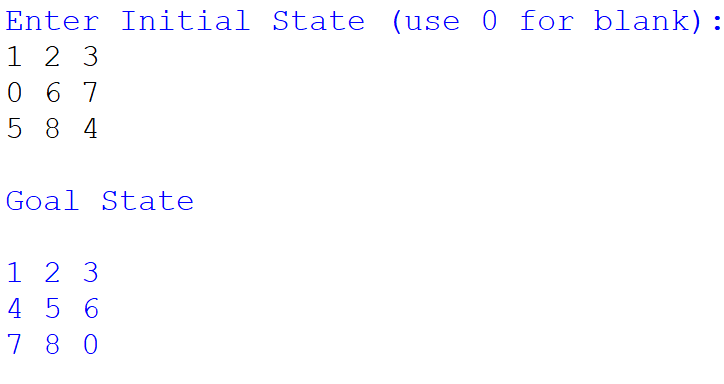 Enter Initial State (use 0 for blank):
1 2 3
0 6 7
5 8 4
Goal State
1 2 3
4 5 6
7 8 0